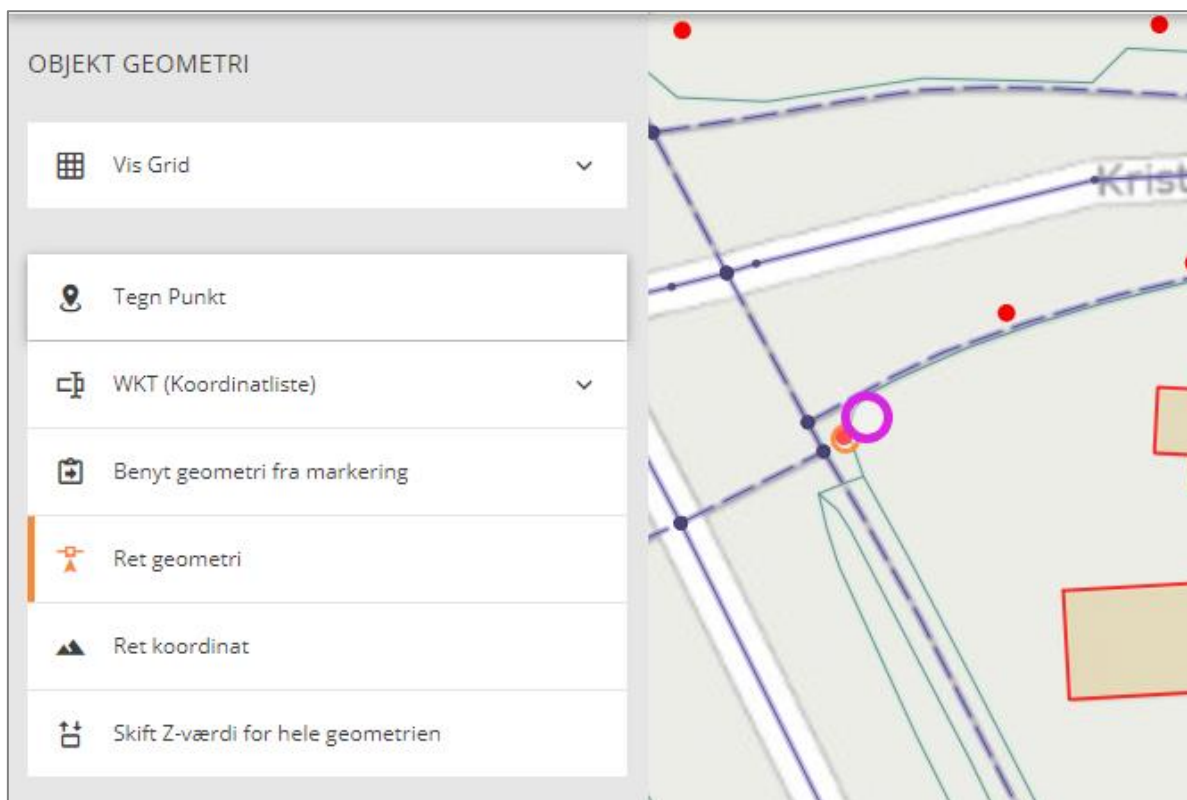 OBJEKT GEOMETRI
Vis Grid
Tegn Punkt
WKT (Koordinatliste)
Benyt geometri fra markering
Ret geometri
Ret koordinat
Skift Z-værdi for hele geometrien
Krist